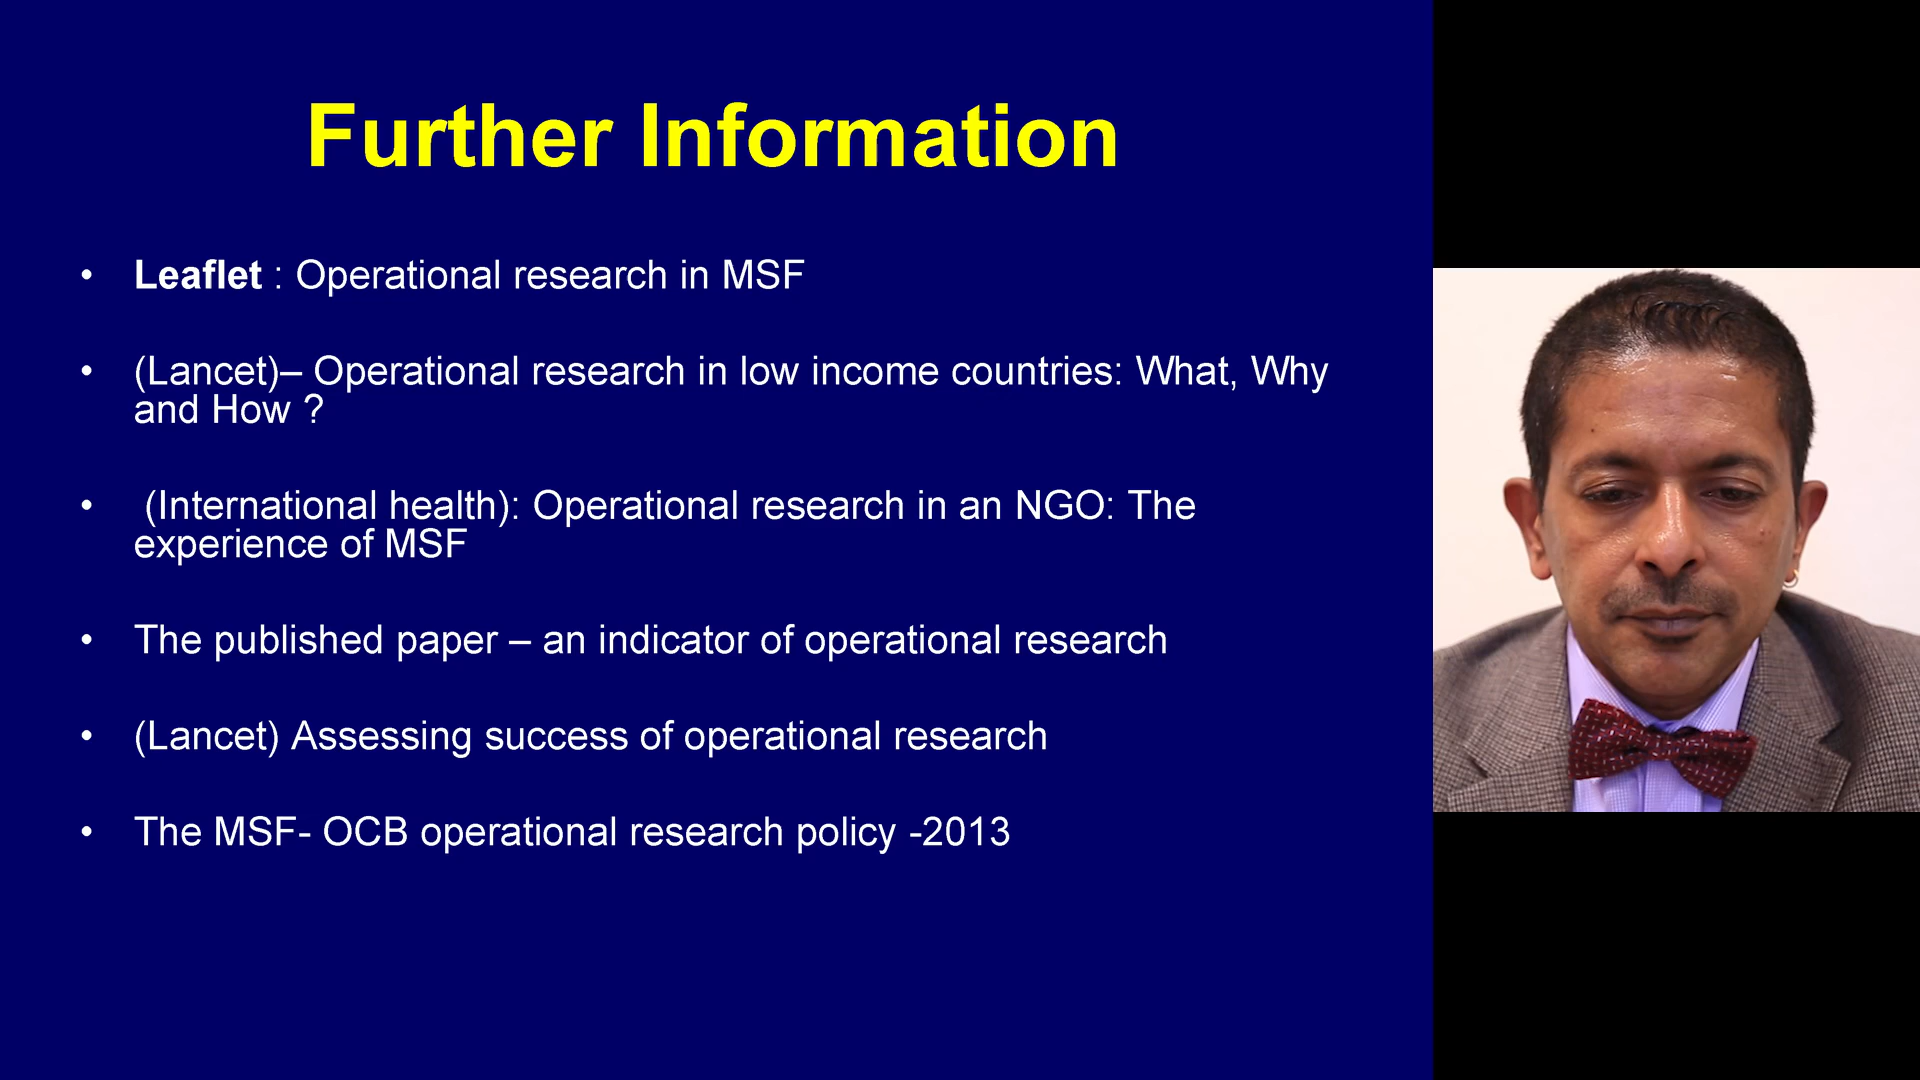 Further Information
• Leaflet : Operational research in MSF
• (Lancet)– Operational research in low income countries: What, Why
and How ?
• (International health): Operational research in an NGO: The
experience of MSF
• The published paper – an indicator of operational research
• (Lancet) Assessing success of operational research
• The MSF- OCB operational research policy -2013